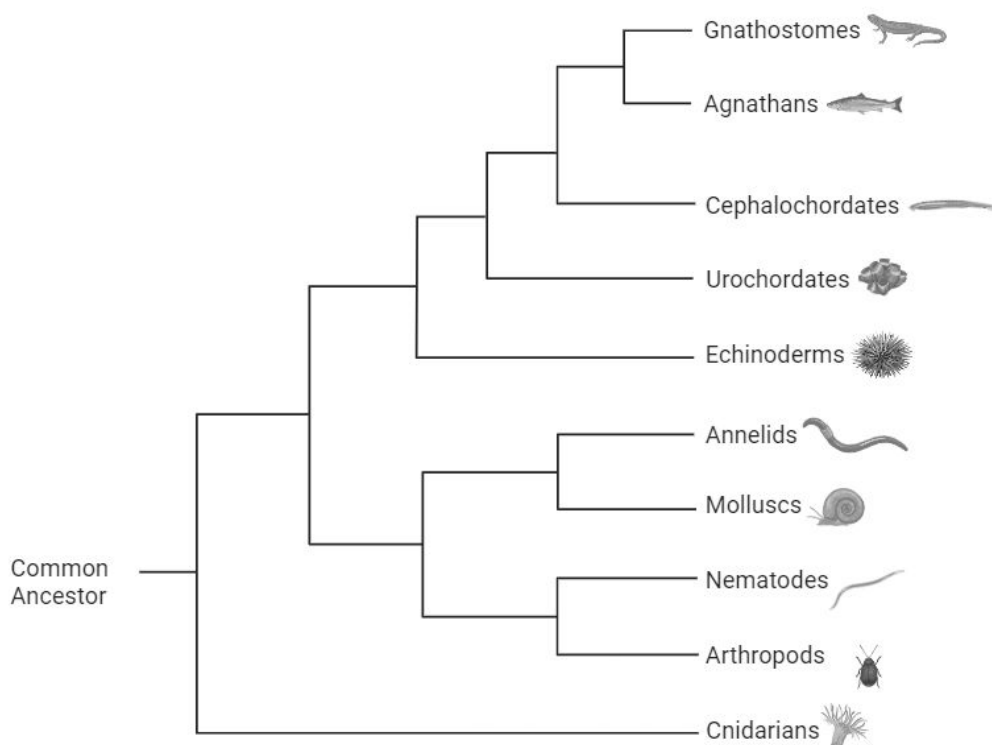 Gnathostomes
Agnathans
Cephalochordates
Urochordates
Echinoderms
Annelids
Molluscs
Nematodes
Arthropods
Cnidarians
Common
Ancestor